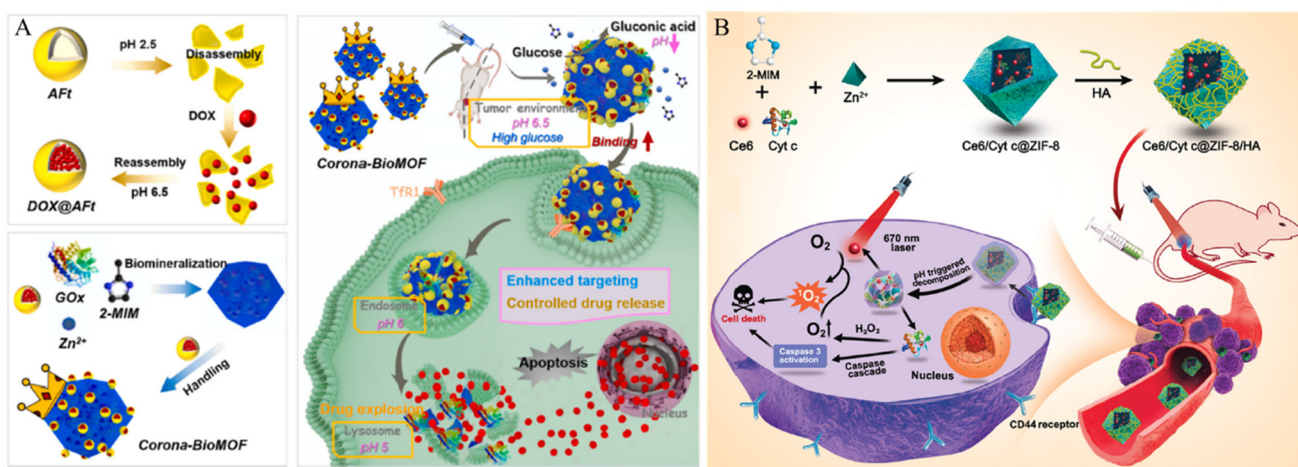 A
pH 2.5
Disassembly
AFt
DOX
Reassembly
pH 6.5
DOX@AFt
GOx
2-MIM
Biomineralization
Zn²⁺
Handling
Corona-BioMOF
Corona-BioMOF
Glucose
Gluconic acid
pH
Tumor environment
pH 6.5
High glucose
Binding
TfR1
Endosome
pH 6
Enhanced targeting
Controlled drug release
Apoptosis
Nucleus
Drug explosion
Lysosome
pH 5
B
2-MIM
+
Ce6 Cyt c
+
Zn²⁺
Ce6/Cyt c@ZIF-8
HA
Ce6/Cyt c@ZIF-8/HA
O₂
670 nm
laser
pH triggered
decomposition
¹O₂
Cell death
O₂
H₂O₂
Caspase 3
activation
Caspase
cascade
Nucleus
CD44 receptor